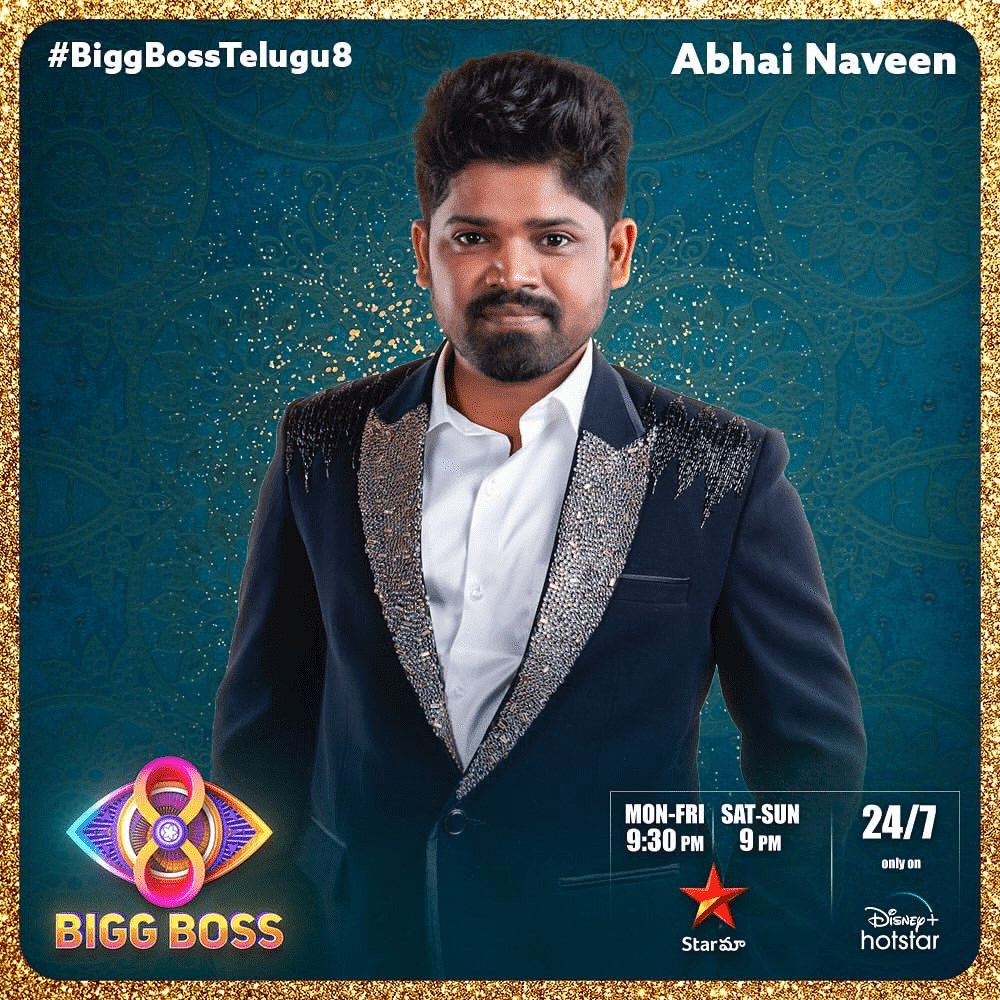 #BiggBossTelugu8
Abhai Naveen
8
BIGG BOSS
MON-FRI
9:30 PM
SAT-SUN
9 PM
Starమా
24/7
only on
Disney+
hotstar